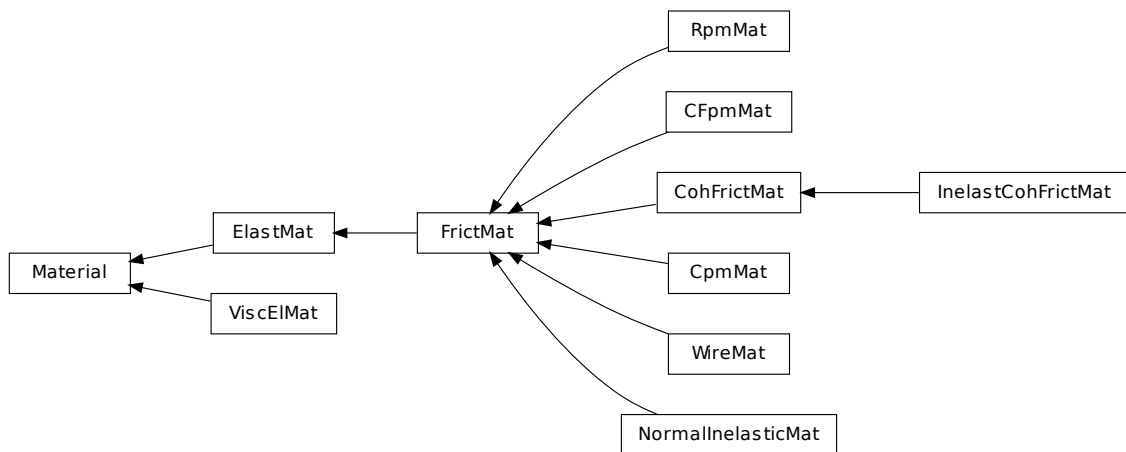 RpmMat
CFpmMat
CohFrictMat
InelastCohFrictMat
ElastMat
FrictMat
Material
CpmMat
ViscElMat
WireMat
NormalInelasticMat